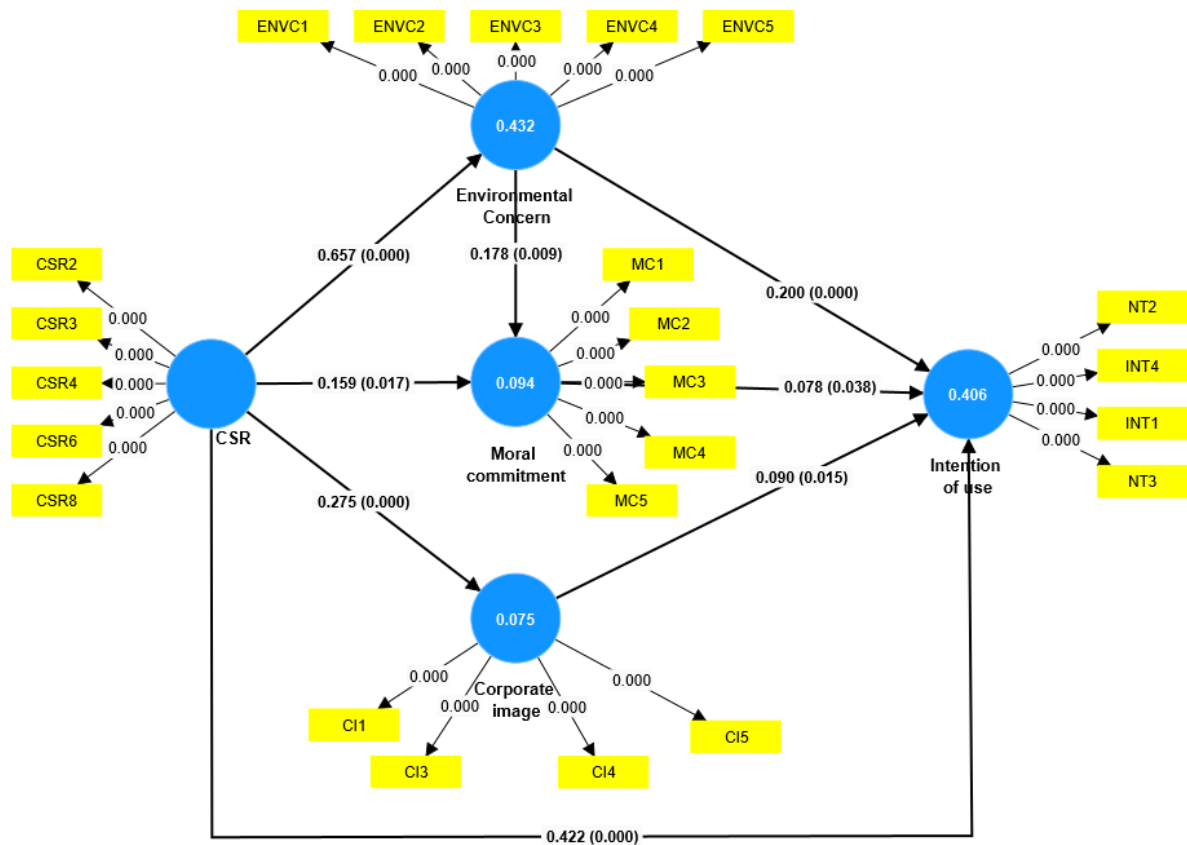 ENVC1
ENVC2
ENVC3
ENVC4
ENVC5
0.000
0.000
0.000
0.000
0.000
0.432
Environmental
Concern
0.657 (0.000)
0.178 (0.009)
0.200 (0.000)
CSR2
CSR3
CSR4
CSR6
CSR8
0.000
0.000
0.000
0.000
0.000
CSR
0.159 (0.017)
0.094
Moral
commitment
MC1
MC2
MC3
MC4
MC5
0.000
0.000
0.000
0.000
0.000
0.078 (0.038)
0.406
Intention
of use
NT2
INT4
INT1
NT3
0.000
0.000
0.000
0.000
0.275 (0.000)
0.090 (0.015)
0.075
Corporate
image
0.000
0.000
0.000
0.000
CI1
CI3
CI4
CI5
0.422 (0.000)